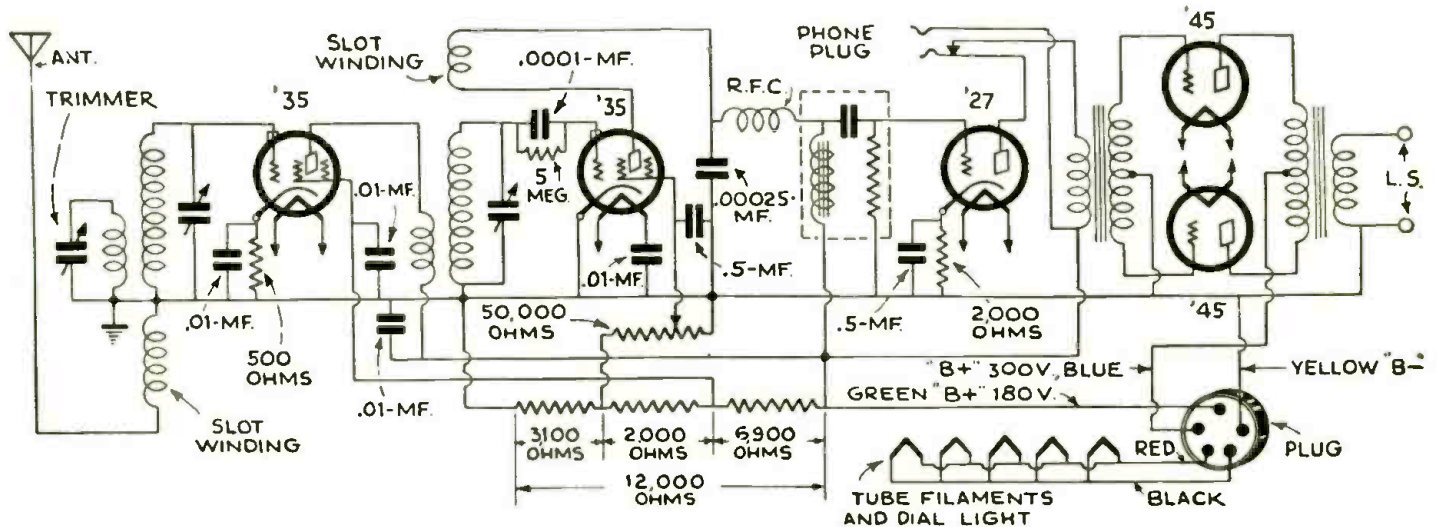 ANT.
TRIMMER
'35
.01-MF.
500
OHMS
SLOT
WINDING
SLOT
WINDING
.0001-MF.
'35
5
MEG.
.01-MF.
.01-MF.
.01-MF.
50,000
OHMS
.5-MF.
R.F.C.
.00025-
MF.
PHONE
PLUG
'27
.5-MF.
2,000
OHMS
'45
'45
L.S.
"B+" 300V. BLUE
YELLOW "B-
GREEN "B+" 180V.
3,100
OHMS
2,000
OHMS
6,900
OHMS
12,000
OHMS
RED
PLUG
BLACK
TUBE FILAMENTS
AND DIAL LIGHT